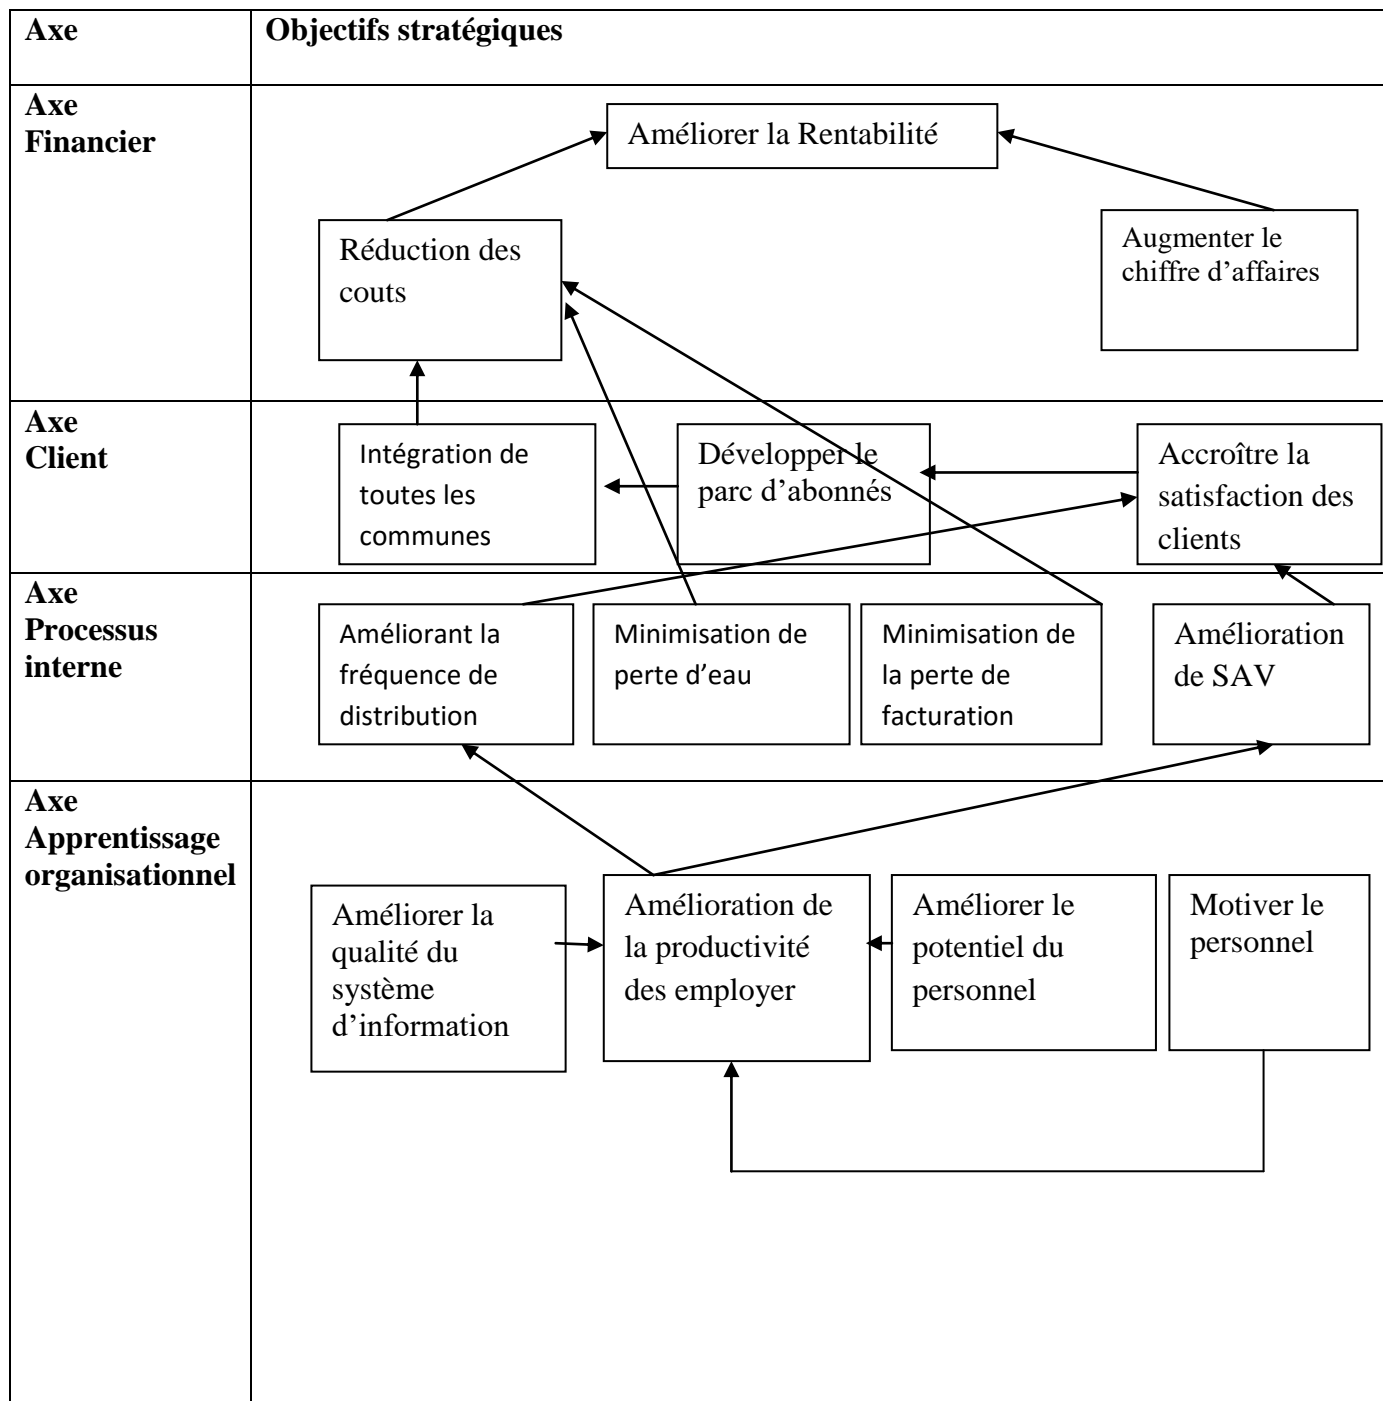 Axe
Objectifs stratégiques
Axe
Financier
Améliorer la Rentabilité
Réduction des
couts
Augmenter le
chiffre d’affaires
Axe
Client
Intégration de
toutes les
communes
Développer le
parc d’abonnés
Accroître la
satisfaction des
clients
Axe
Processus
interne
Améliorant la
fréquence de
distribution
Minimisation de
perte d’eau
Minimisation de
la perte de
facturation
Amélioration
de SAV
Axe
Apprentissage
organisationnel
Améliorer la
qualité du
système
d’information
Amélioration de
la productivité
des employer
Améliorer le
potentiel du
personnel
Motiver le
personnel